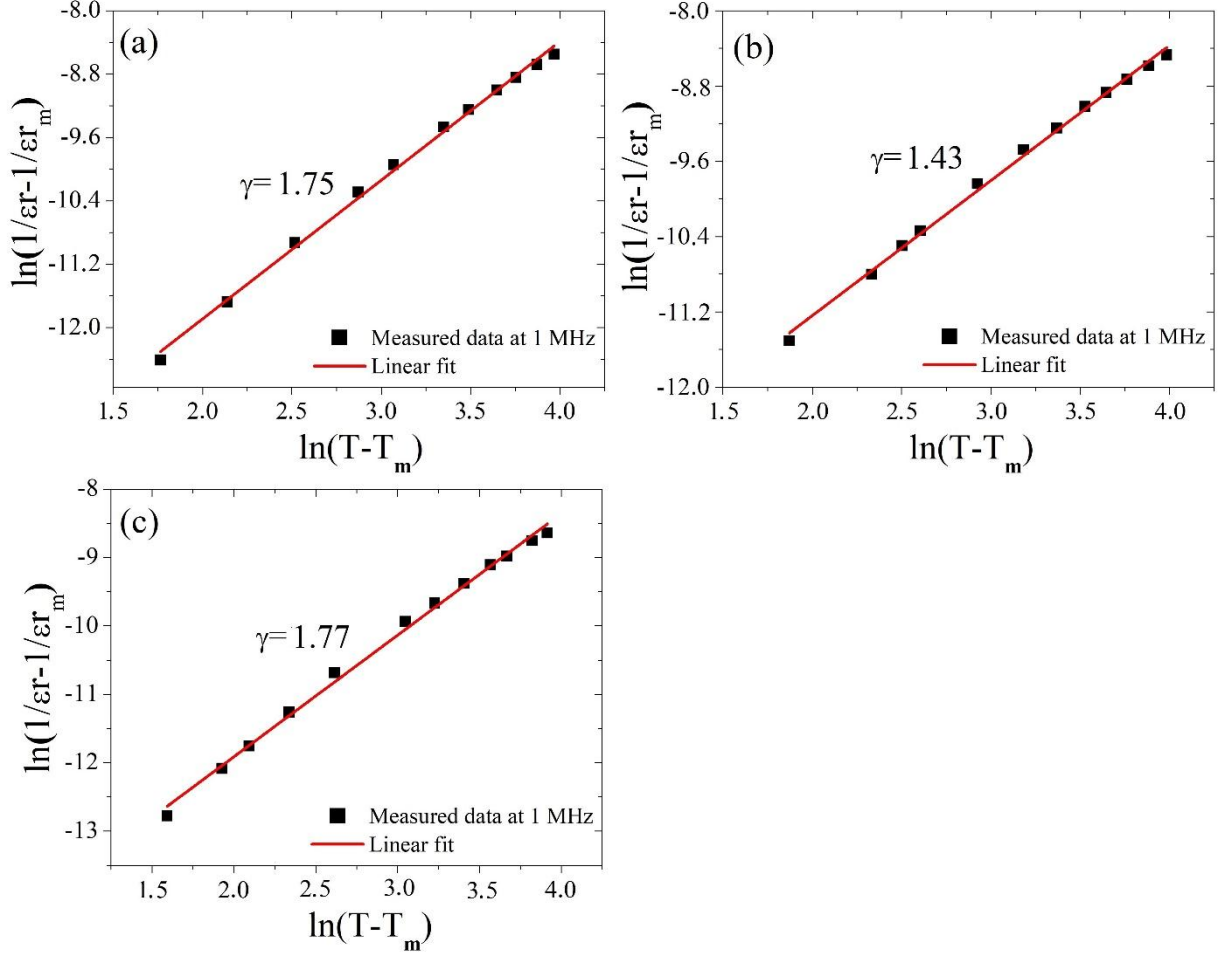 (a)
ln(1/εr-1/εrₘ)
-8.0
-8.8
-9.6
-10.4
-11.2
-12.0
γ= 1.75
Measured data at 1 MHz
Linear fit
1.5 2.0 2.5 3.0 3.5 4.0
ln(T-Tₘ)
(b)
ln(1/εr-1/εrₘ)
-8.0
-8.8
-9.6
-10.4
-11.2
-12.0
γ= 1.43
Measured data at 1 MHz
Linear fit
1.5 2.0 2.5 3.0 3.5 4.0
ln(T-Tₘ)
(c)
ln(1/εr-1/εrₘ)
-8
-9
-10
-11
-12
-13
γ= 1.77
Measured data at 1 MHz
Linear fit
1.5 2.0 2.5 3.0 3.5 4.0
ln(T-Tₘ)